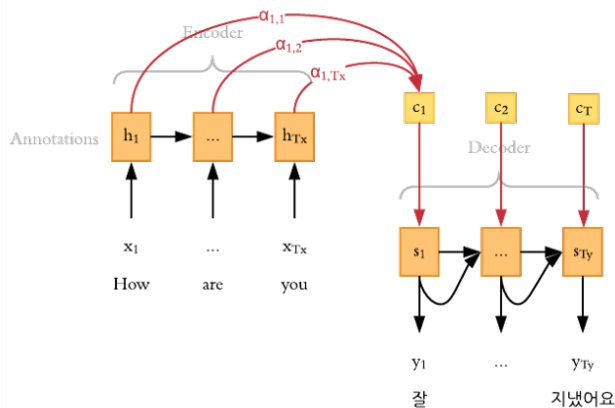 α1,1
Encoder
α1,2
α1,Tx
Annotations
h1 ... hTx
c1 c2 cT
Decoder
x1 ... xTx
How are you
s1 ... sTy
y1 ... yTy
잘 지냈어요